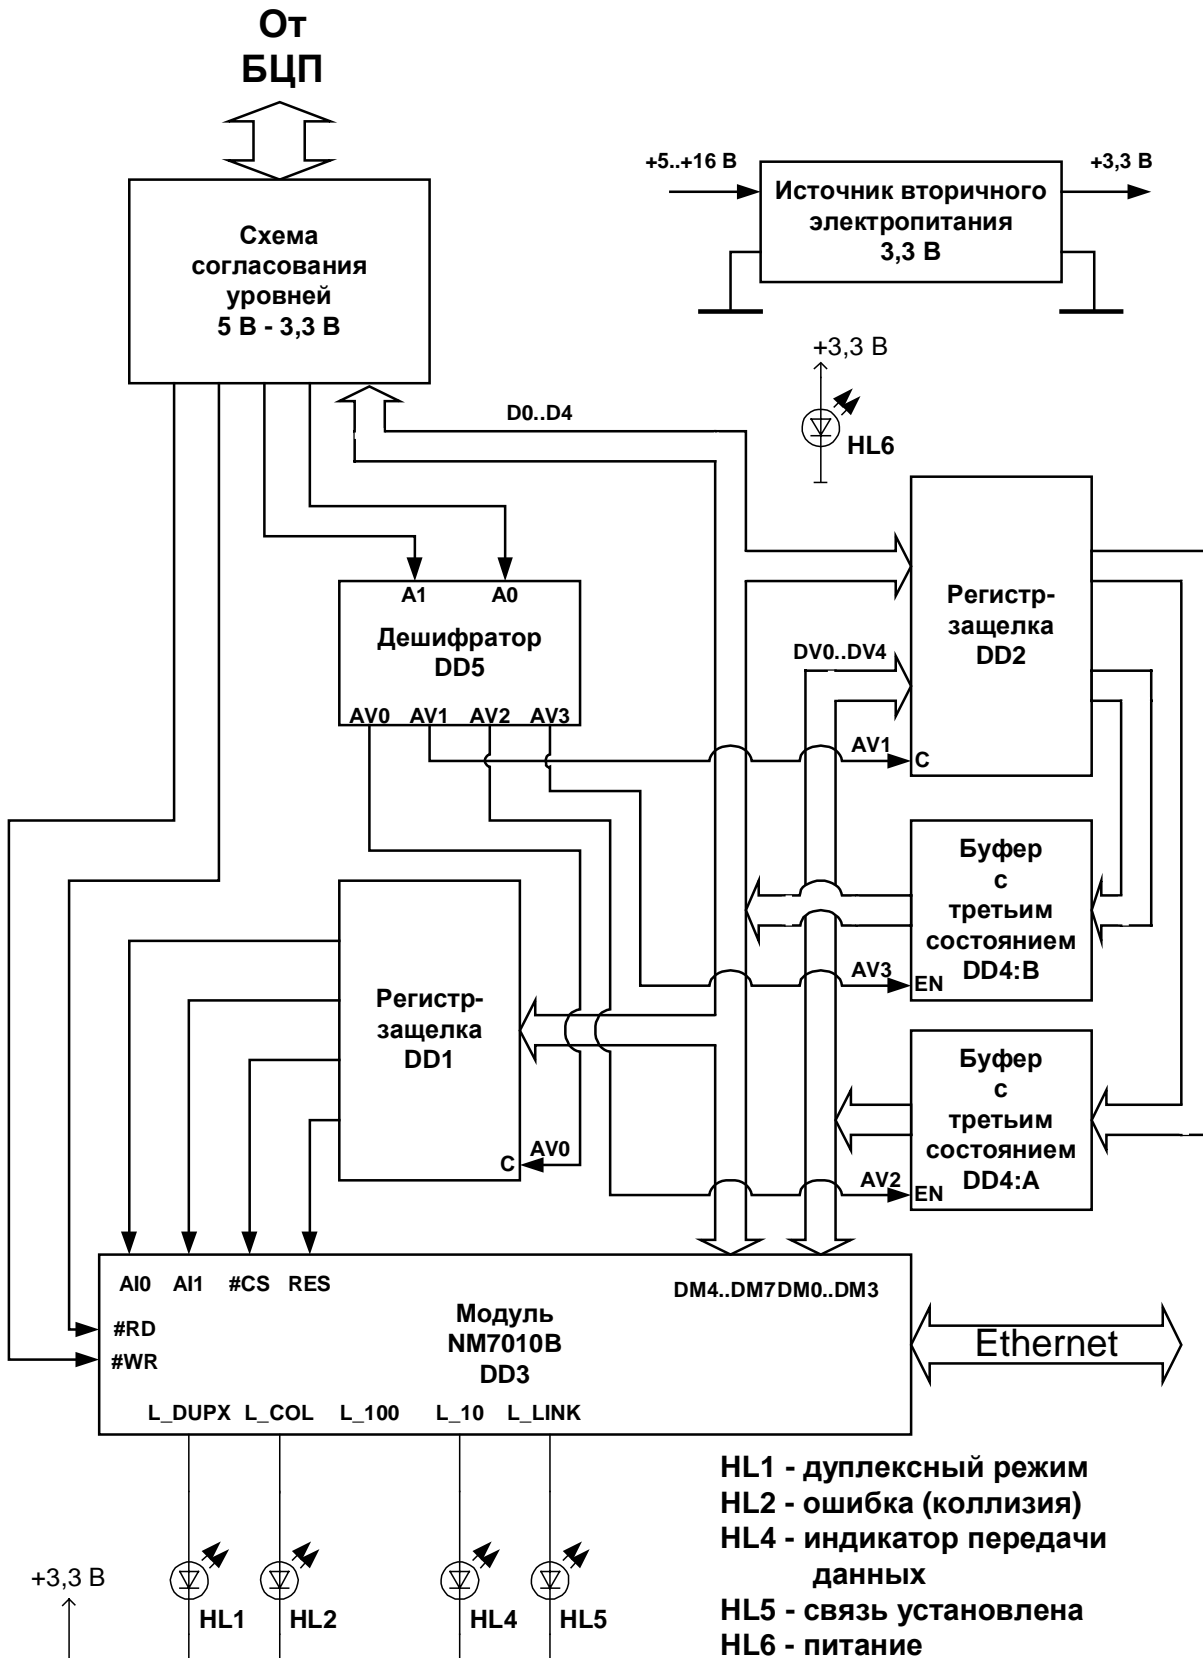 От
БЦП
+5..+16 В
+3,3 В
Источник вторичного
электропитания
3,3 В
Схема
согласования
уровней
5 В - 3,3 В
+3,3 В
HL6
D0..D4
A1
A0
Дешифратор
DD5
AV0
AV1
AV2
AV3
Регистр-
защелка
DD2
DV0..DV4
AV1
C
Буфер
с
третьим
состоянием
DD4:B
AV3
EN
Регистр-
защелка
DD1
AV0
C
Буфер
с
третьим
состоянием
DD4:A
AV2
EN
AI0
AI1
#CS
RES
DM4..DM7
DM0..DM3
#RD
#WR
Модуль
NM7010B
DD3
Ethernet
L_DUPX
L_COL
L_100
L_10
L_LINK
+3,3 В
HL1
HL2
HL4
HL5
HL1 - дуплексный режим
HL2 - ошибка (коллизия)
HL4 - индикатор передачи
данных
HL5 - связь установлена
HL6 - питание